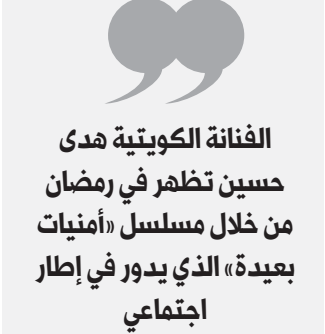 الفنانة الكويتية هدى
حسين تظهر في رمضان
من خلال مسلسل «أمنيات
بعيدة» الذي يدور في إطار
اجتماعي